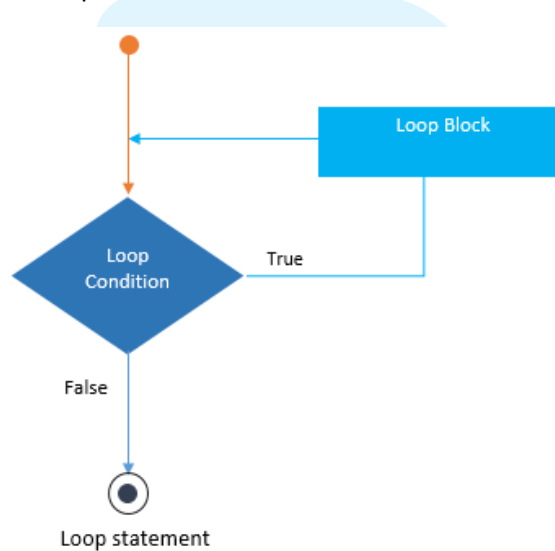 Loop Block
Loop
Condition
True
False
Loop statement